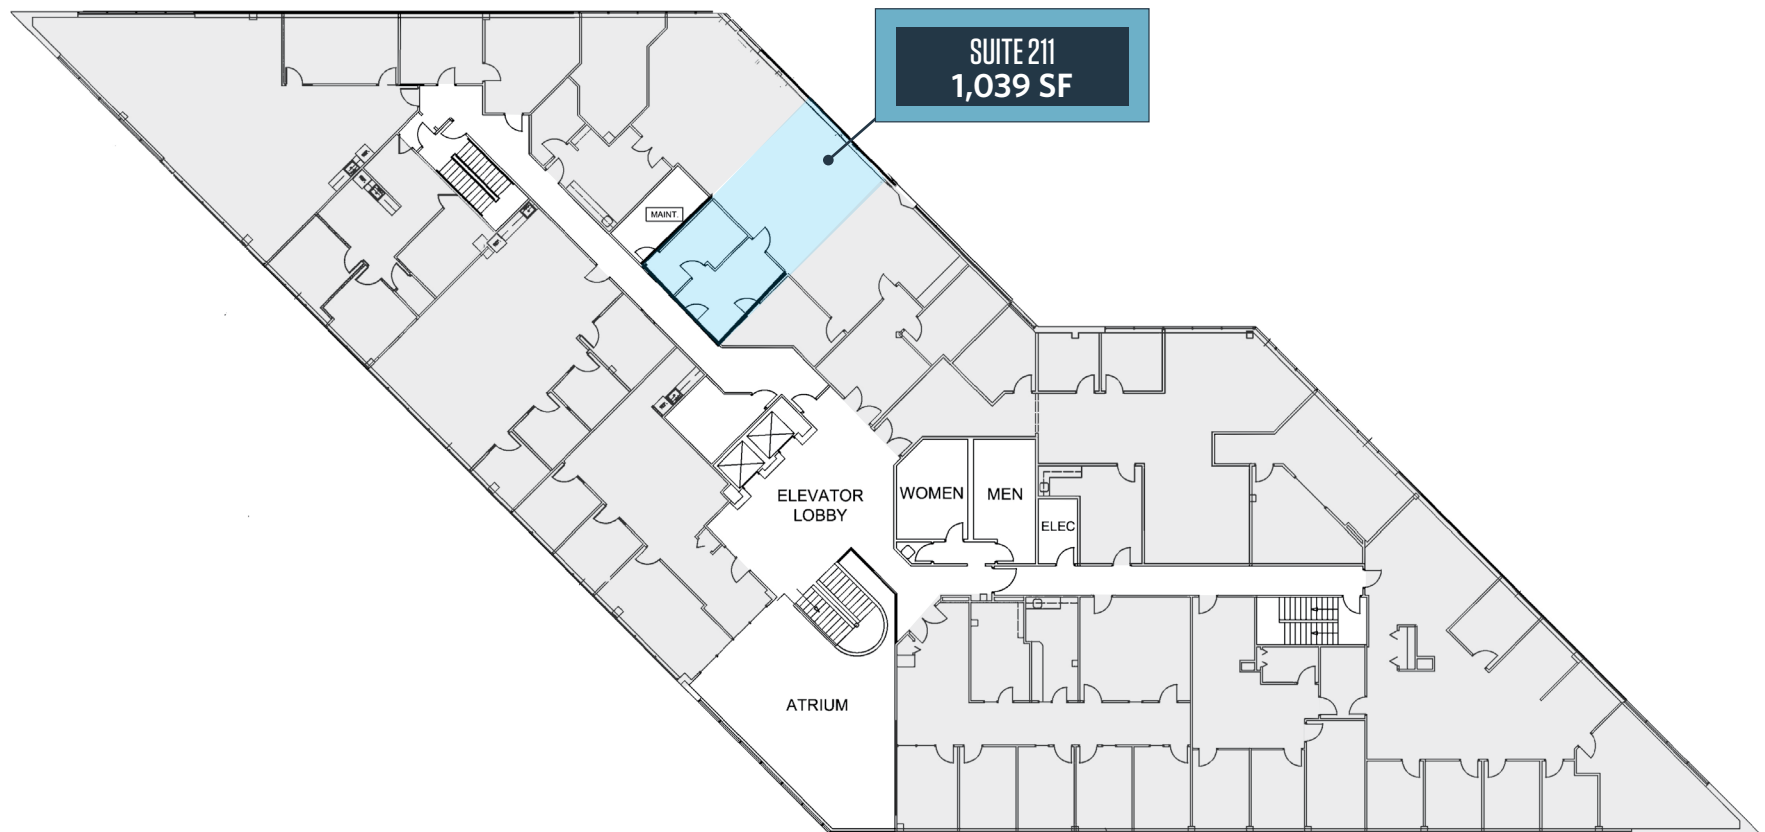 SUITE 211
1,039 SF
MAINT.
ELEVATOR
LOBBY
WOMEN
MEN
ELEC
ATRIUM